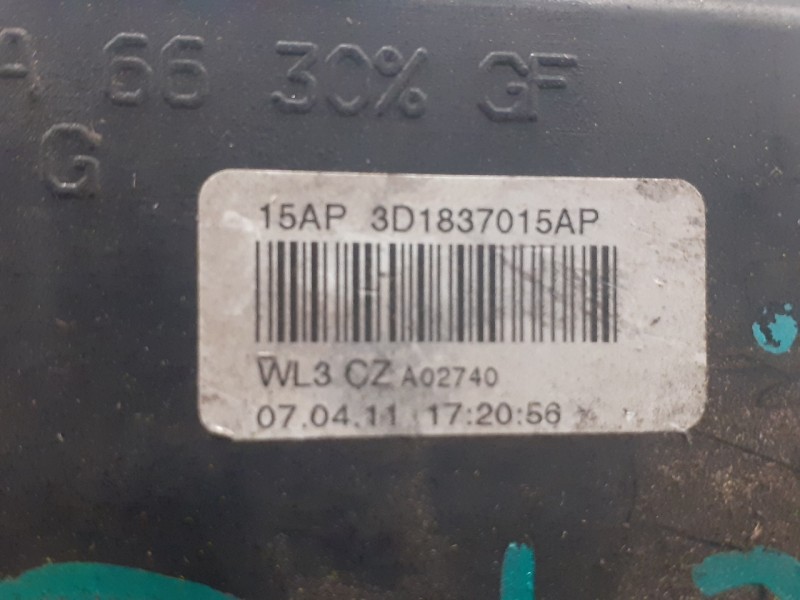 A 66 30% GF
G
15AP 3D1837015AP
WL3 CZ A02740
07.04.11 17:20:56